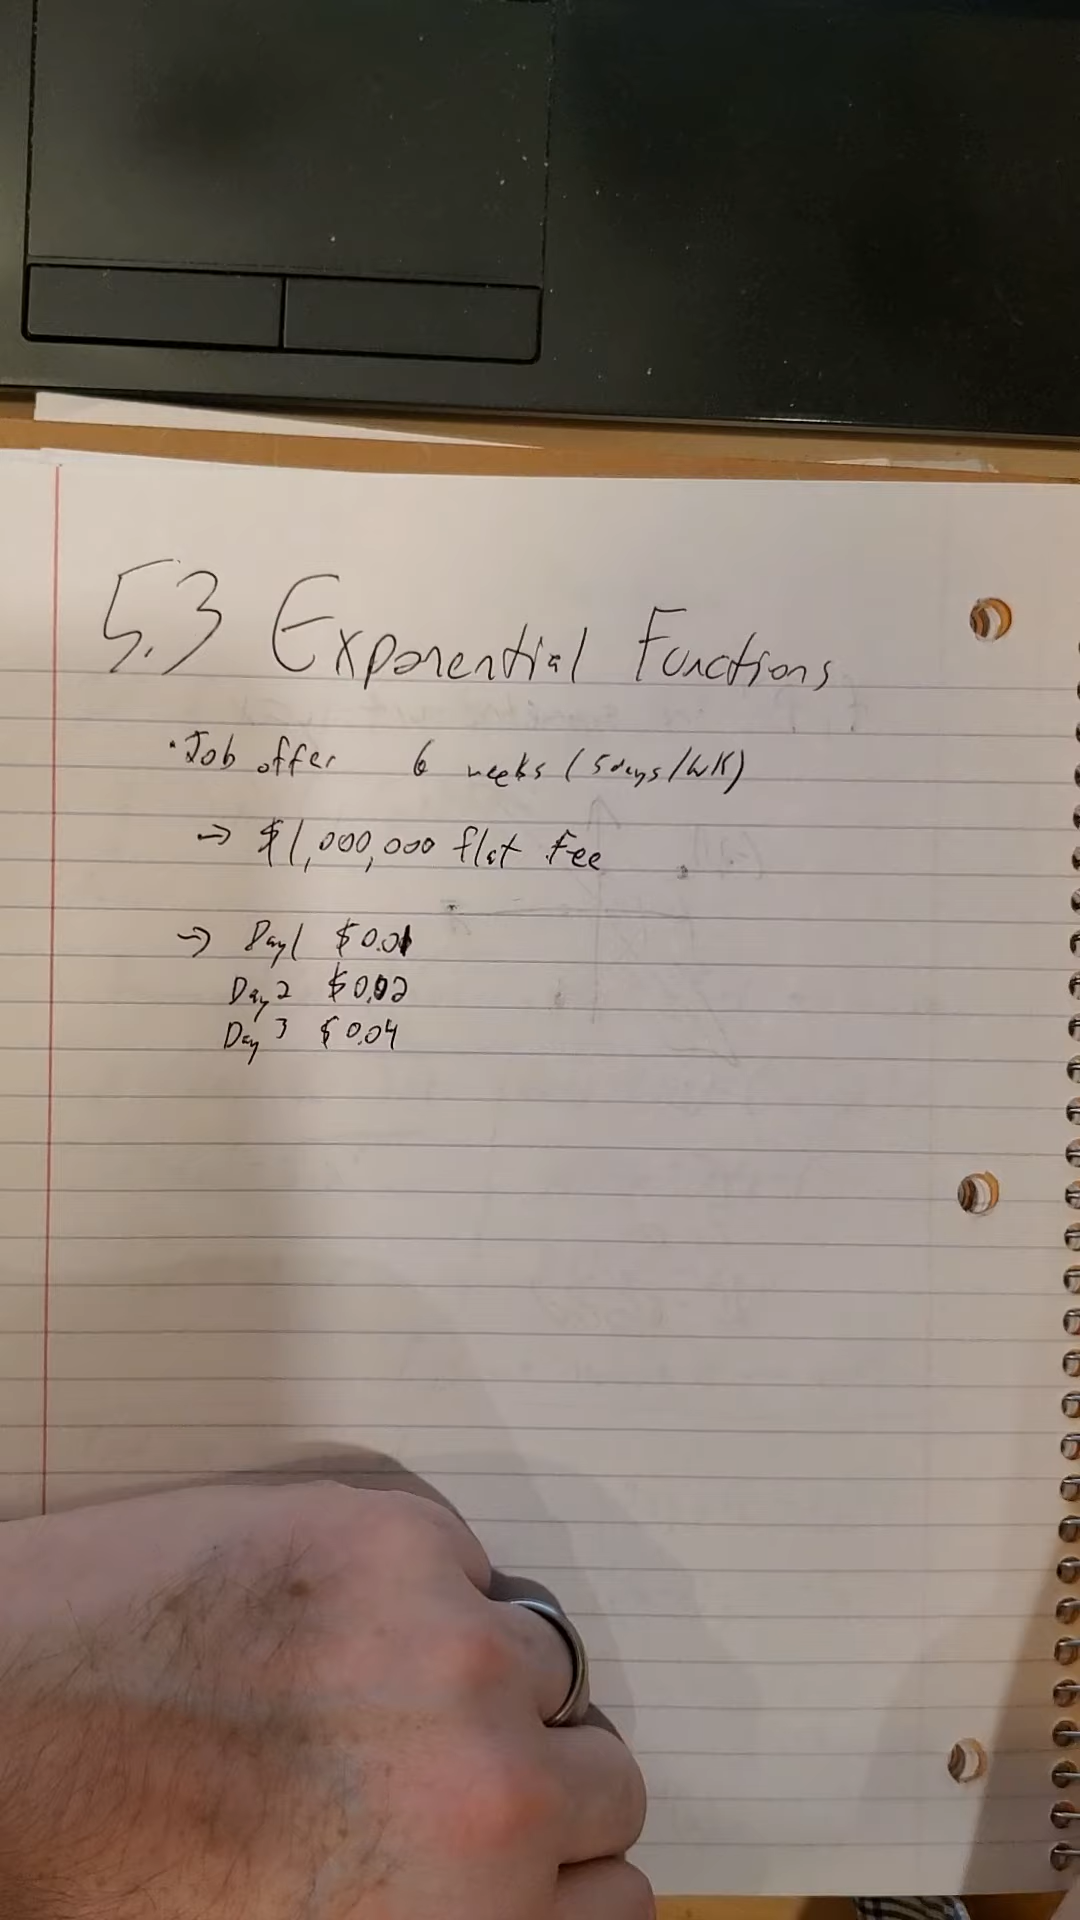 5.3 Exponential Functions
· Job offer 6 weeks (5days/wk)
→ $1,000,000 flat Fee
→ Day 1 $0.01
Day 2 $0.02
Day 3 $0.04